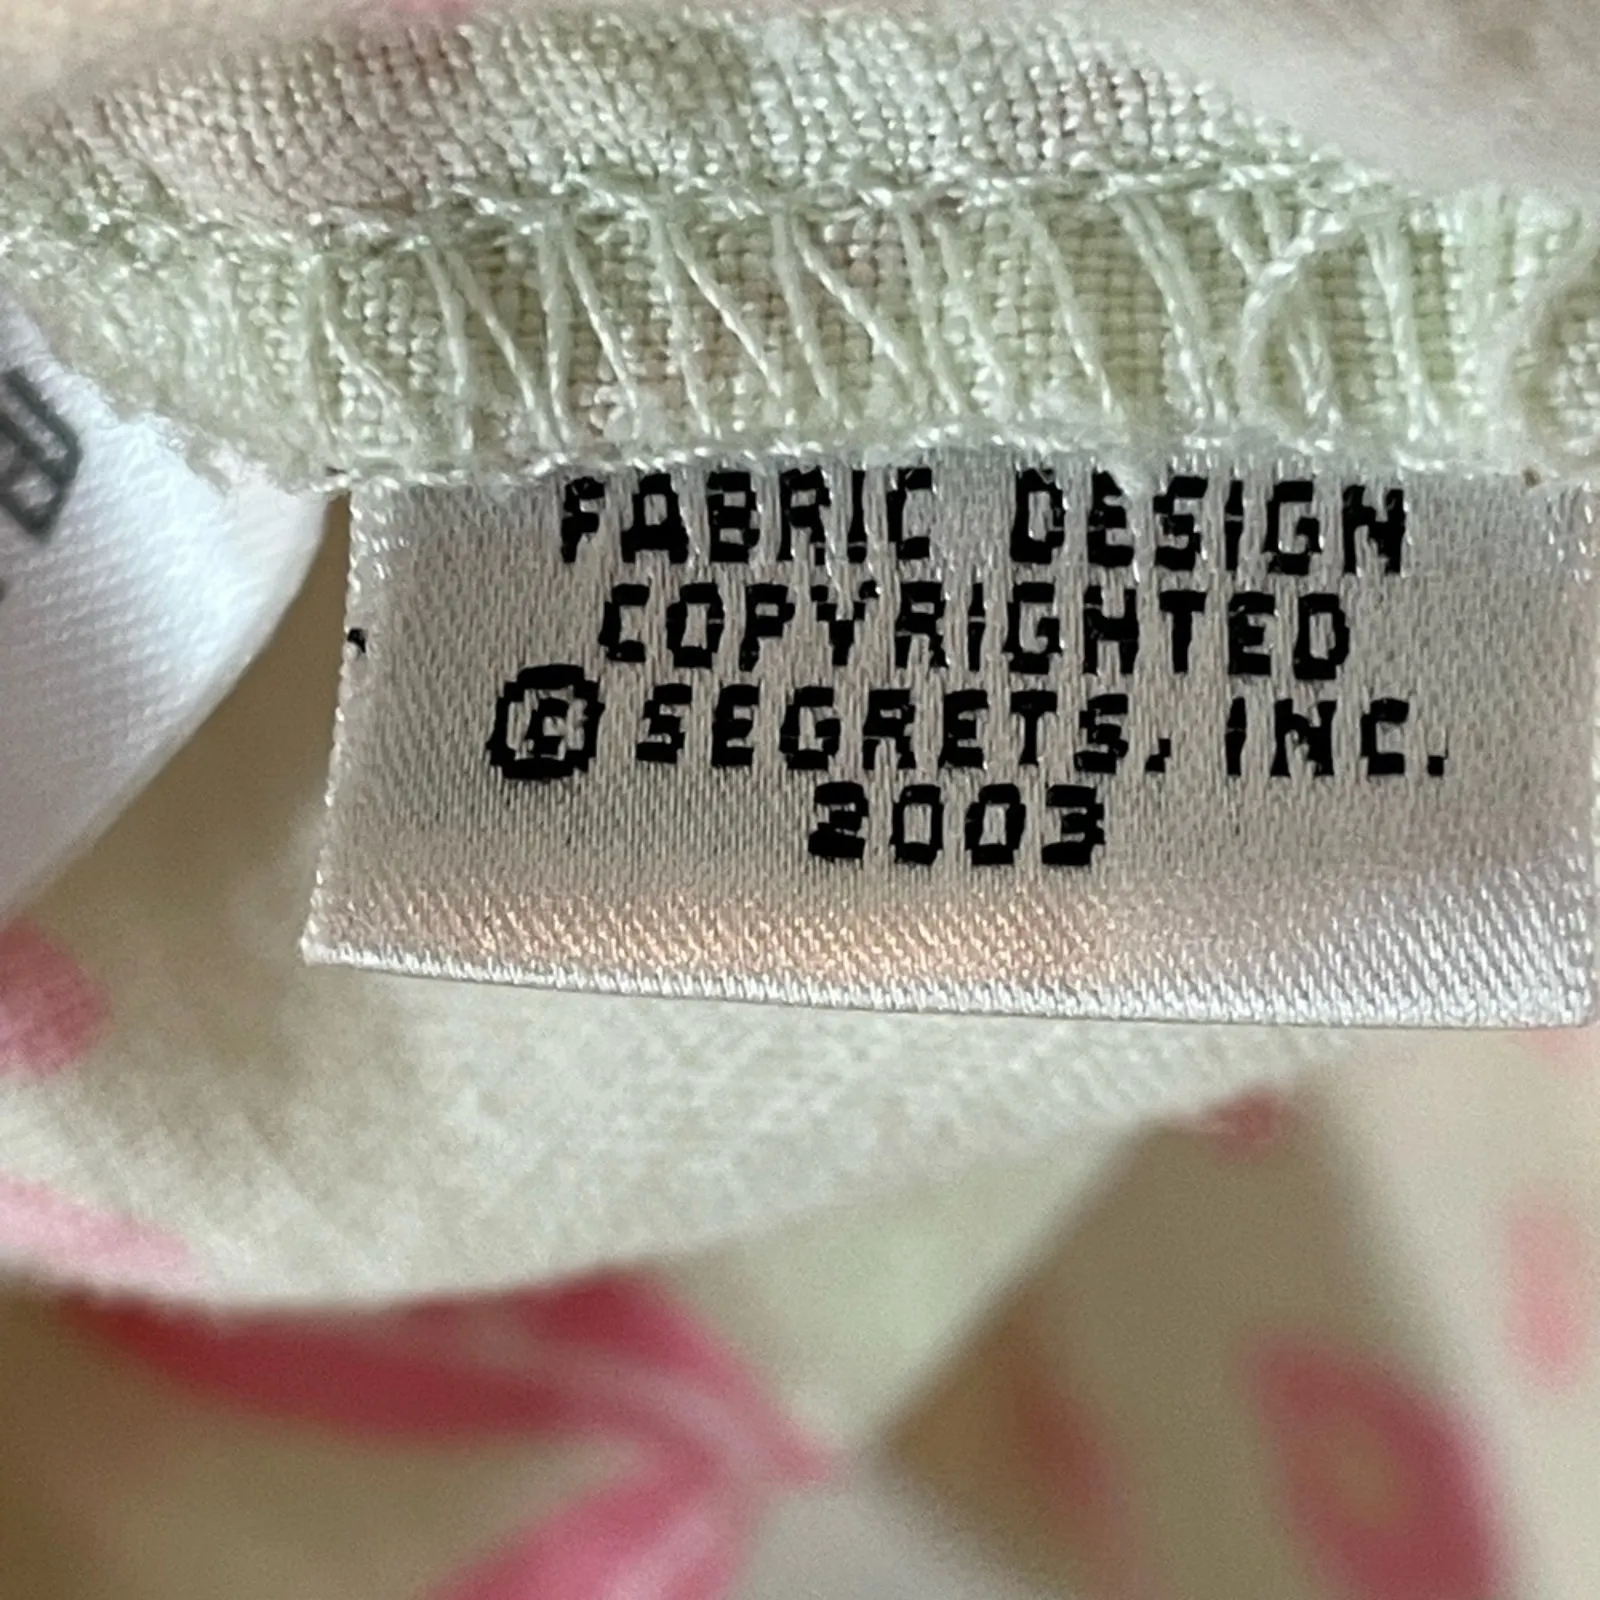 FABRIC DESIGN
COPYRIGHTED
© SEGRETS, INC.
2003